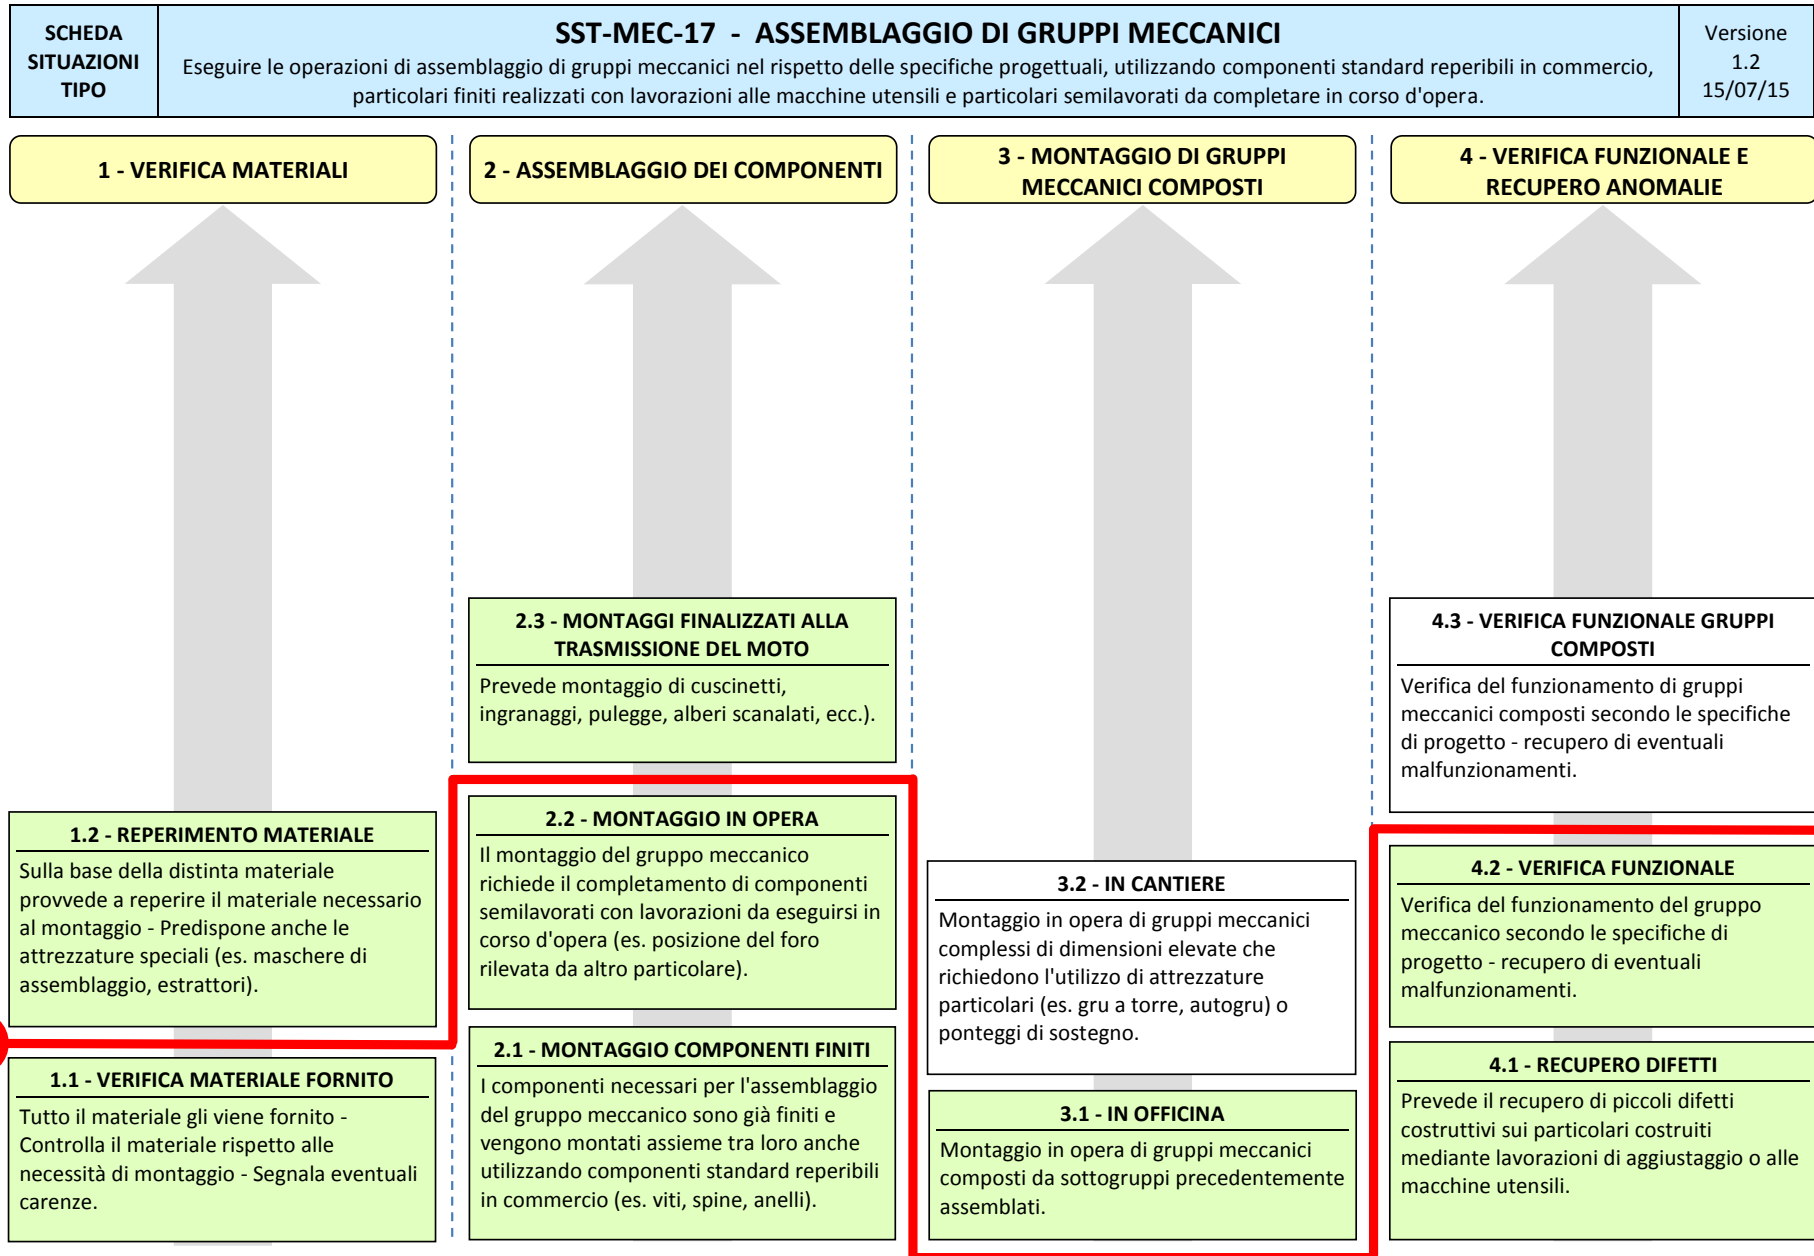 SCHEDA
SITUAZIONI
TIPO
SST-MEC-17 - ASSEMBLAGGIO DI GRUPPI MECCANICI
Eseguire le operazioni di assemblaggio di gruppi meccanici nel rispetto delle specifiche progettuali, utilizzando componenti standard reperibili in commercio,
particolari finiti realizzati con lavorazioni alle macchine utensili e particolari semilavorati da completare in corso d'opera.
Versione
1.2
15/07/15
1 - VERIFICA MATERIALI
1.2 - REPERIMENTO MATERIALE
Sulla base della distinta materiale
provvede a reperire il materiale necessario
al montaggio - Predispone anche le
attrezzature speciali (es. maschere di
assemblaggio, estrattori).
1.1 - VERIFICA MATERIALE FORNITO
Tutto il materiale gli viene fornito -
Controlla il materiale rispetto alle
necessità di montaggio - Segnala eventuali
carenze.
2 - ASSEMBLAGGIO DEI COMPONENTI
2.3 - MONTAGGI FINALIZZATI ALLA
TRASMISSIONE DEL MOTO
Prevede montaggio di cuscinetti,
ingranaggi, pulegge, alberi scanalati, ecc.).
2.2 - MONTAGGIO IN OPERA
Il montaggio del gruppo meccanico
richiede il completamento di componenti
semilavorati con lavorazioni da eseguirsi in
corso d'opera (es. posizione del foro
rilevata da altro particolare).
2.1 - MONTAGGIO COMPONENTI FINITI
I componenti necessari per l'assemblaggio
del gruppo meccanico sono già finiti e
vengono montati assieme tra loro anche
utilizzando componenti standard reperibili
in commercio (es. viti, spine, anelli).
3 - MONTAGGIO DI GRUPPI
MECCANICI COMPOSTI
3.2 - IN CANTIERE
Montaggio in opera di gruppi meccanici
complessi di dimensioni elevate che
richiedono l'utilizzo di attrezzature
particolari (es. gru a torre, autogru) o
ponteggi di sostegno.
3.1 - IN OFFICINA
Montaggio in opera di gruppi meccanici
composti da sottogruppi precedentemente
assemblati.
4 - VERIFICA FUNZIONALE E
RECUPERO ANOMALIE
4.3 - VERIFICA FUNZIONALE GRUPPI
COMPOSTI
Verifica del funzionamento di gruppi
meccanici composti secondo le specifiche
di progetto - recupero di eventuali
malfunzionamenti.
4.2 - VERIFICA FUNZIONALE
Verifica del funzionamento del gruppo
meccanico secondo le specifiche di
progetto - recupero di eventuali
malfunzionamenti.
4.1 - RECUPERO DIFETTI
Prevede il recupero di piccoli difetti
costruttivi sui particolari costruiti
mediante lavorazioni di aggiustaggio o alle
macchine utensili.